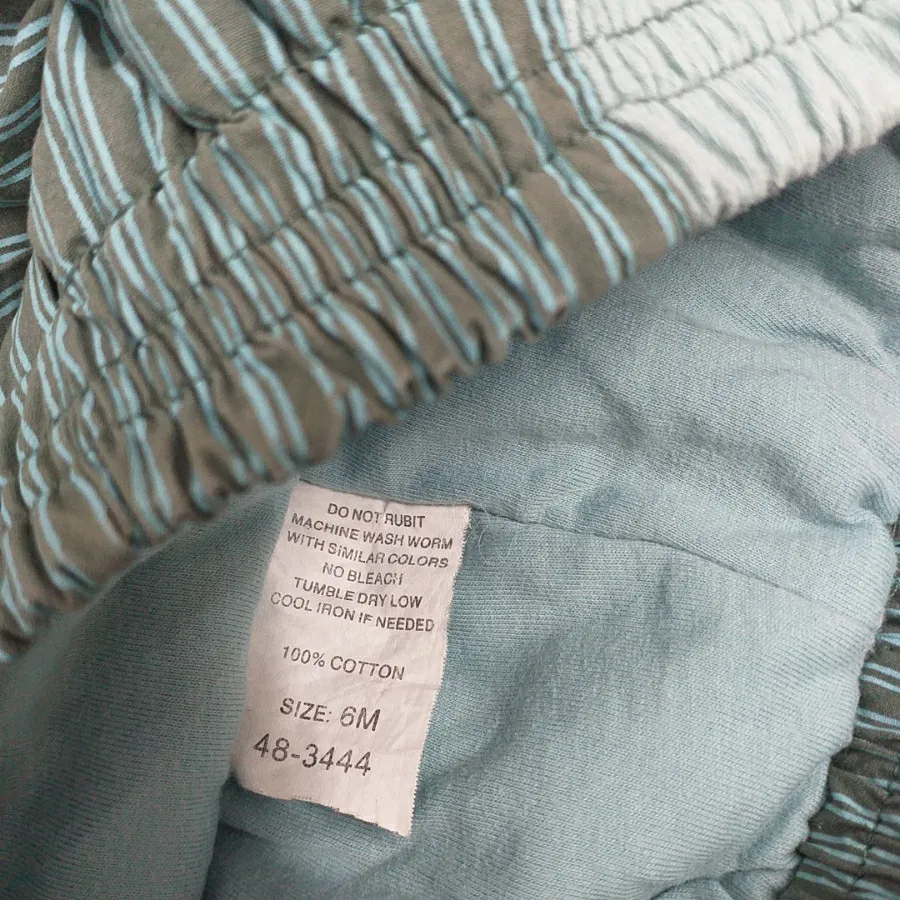 DO NOT RUBIT
MACHINE WASH WORM
WITH SIMILAR COLORS
NO BLEACH
TUMBLE DRY LOW
COOL IRON IF NEEDED
100% COTTON
SIZE: 6M
48-3444